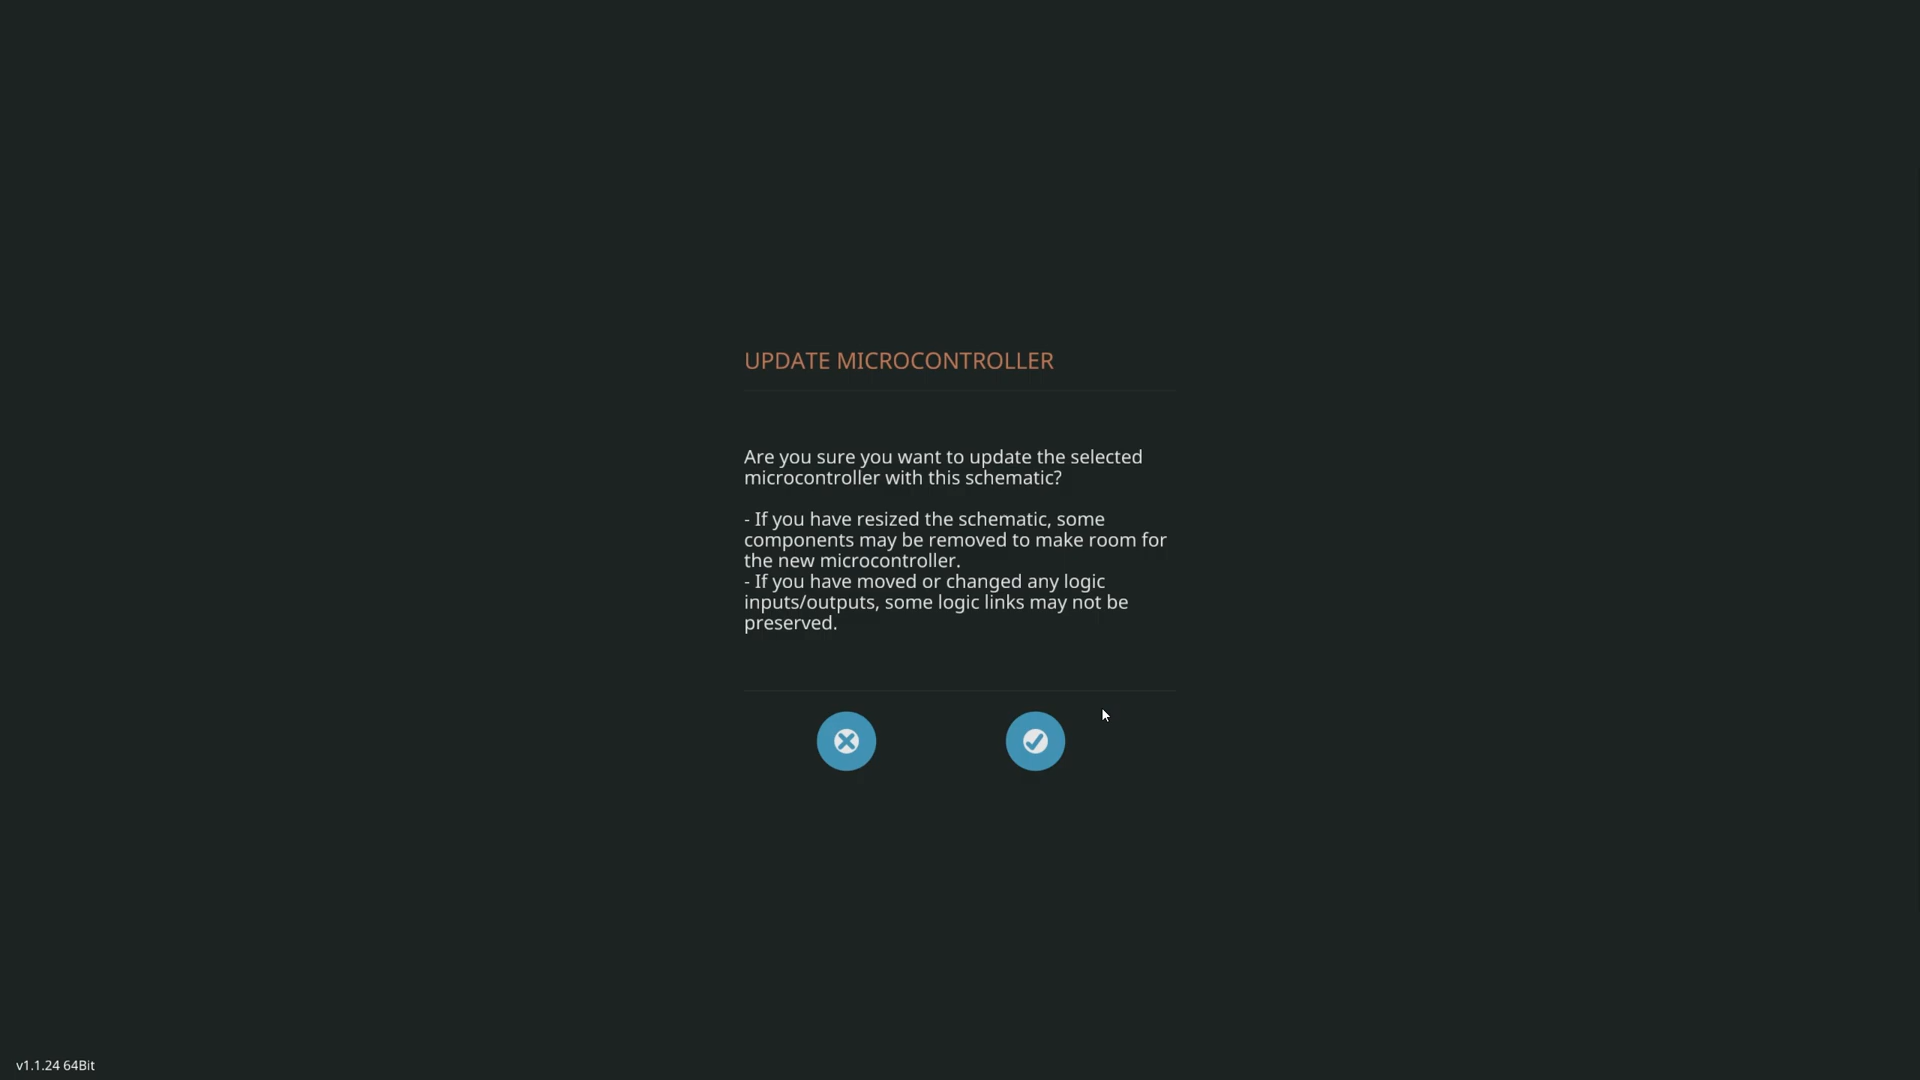 UPDATE MICROCONTROLLER
Are you sure you want to update the selected
microcontroller with this schematic?
- If you have resized the schematic, some
components may be removed to make room for
the new microcontroller.
- If you have moved or changed any logic
inputs/outputs, some logic links may not be
preserved.
v1.1.24 64Bit